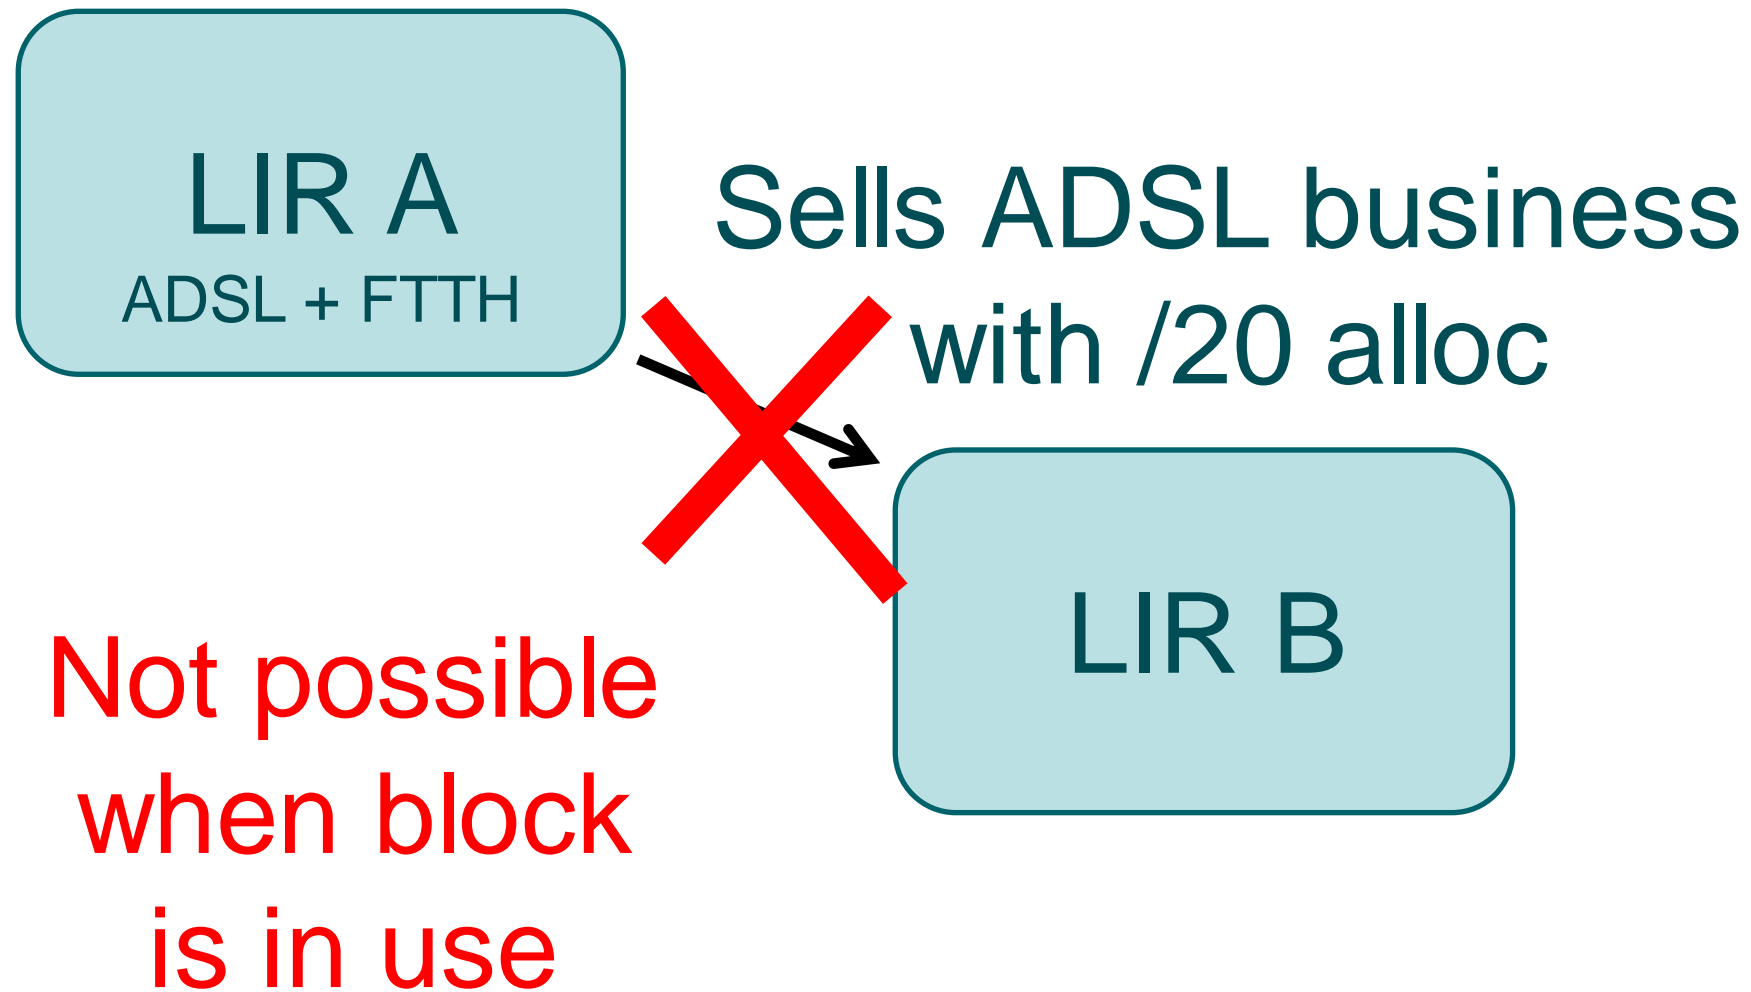 LIR A
ADSL + FTTH
Sells ADSL business
with /20 alloc
LIR B
Not possible
when block
is in use